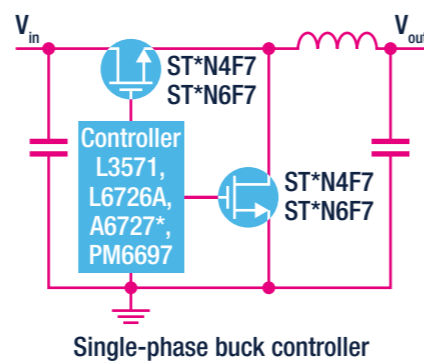 Vin
Vout
ST*N4F7
ST*N6F7
Controller
L3571,
L6726A,
A6727*,
PM6697
ST*N4F7
ST*N6F7
Single-phase buck controller